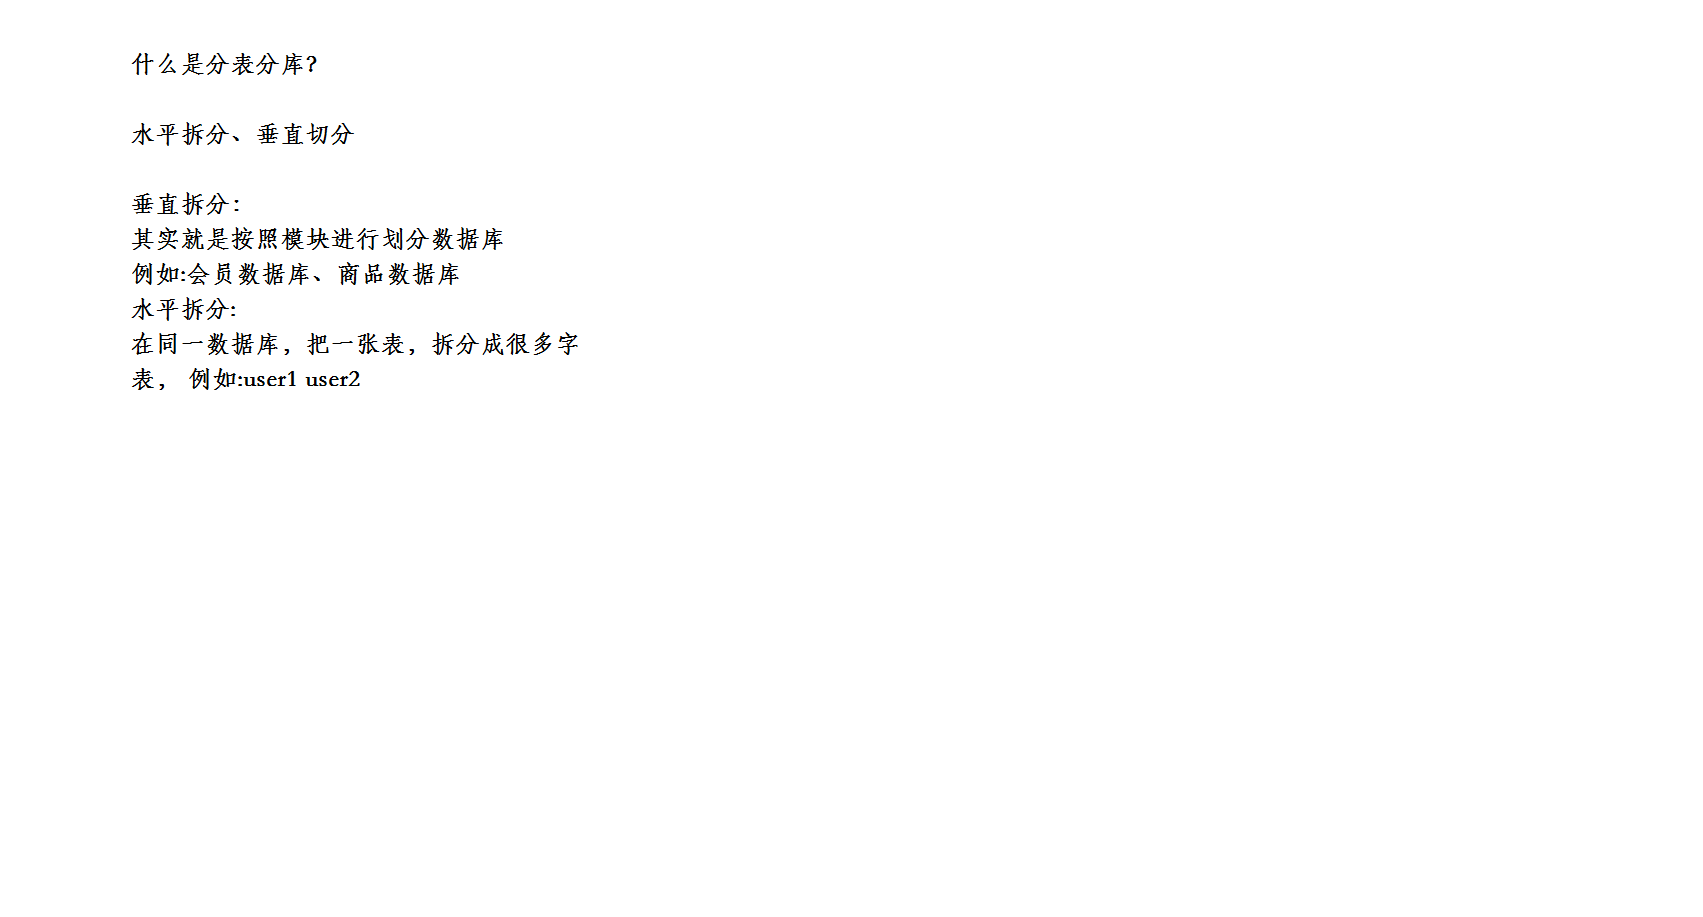 什么是分表分库?
水平拆分、垂直切分
垂直拆分:
其实就是按照模块进行划分数据库
例如:会员数据库、商品数据库
水平拆分:
在同一数据库，把一张表，拆分成很多字
表， 例如:user1 user2